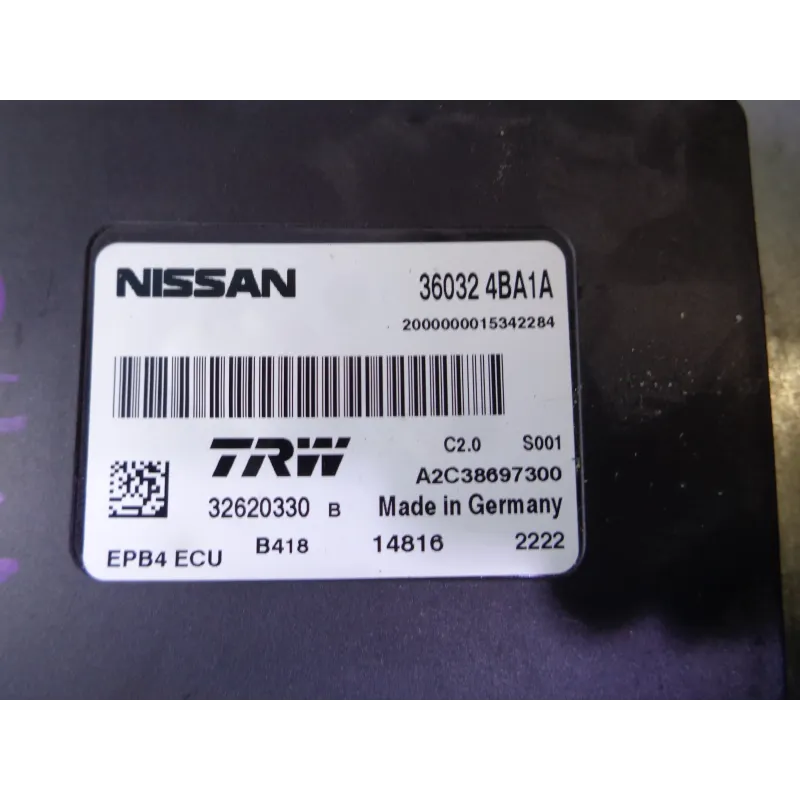 NISSAN 36032 4BA1A
2000000015342284
TRW C2.0 S001
A2C38697300
32620330 B Made in Germany
EPB4 ECU B418 14816 2222